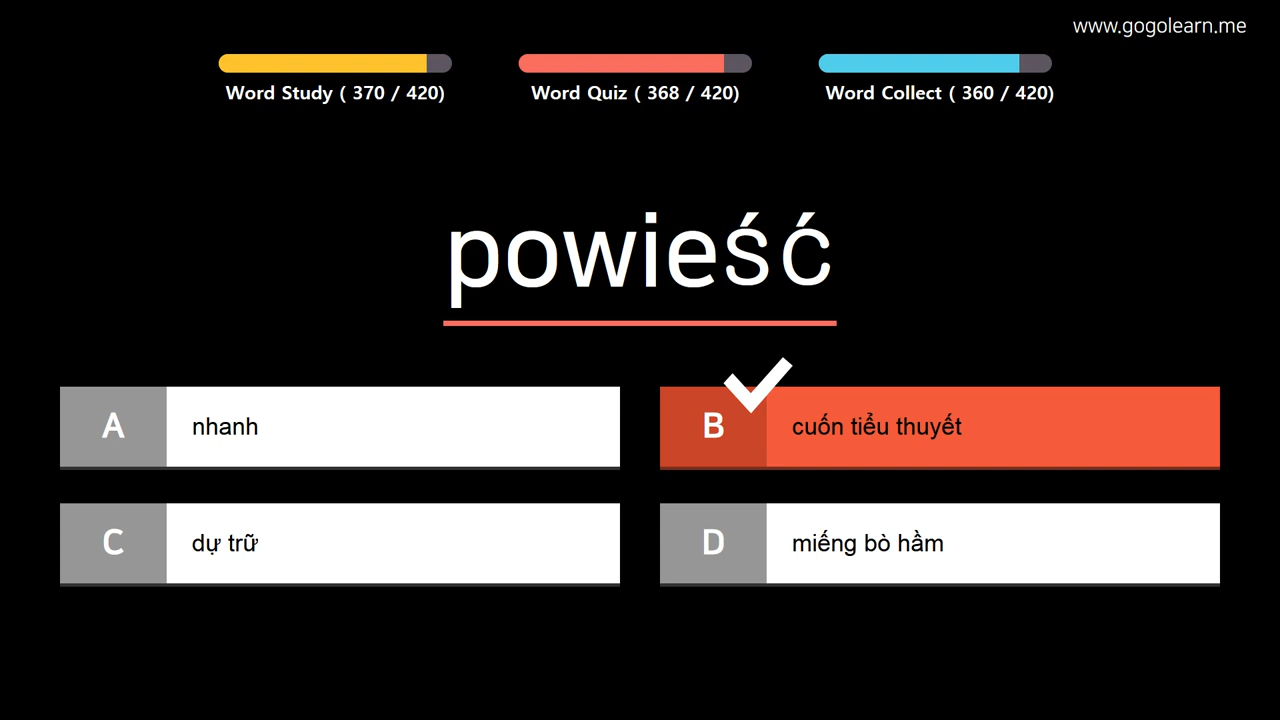 www.gogolearn.me
Word Study ( 370 / 420)
Word Quiz ( 368 / 420)
Word Collect ( 360 / 420)
powieść
A
nhanh
B
cuốn tiểu thuyết
C
dự trữ
D
miếng bò hầm